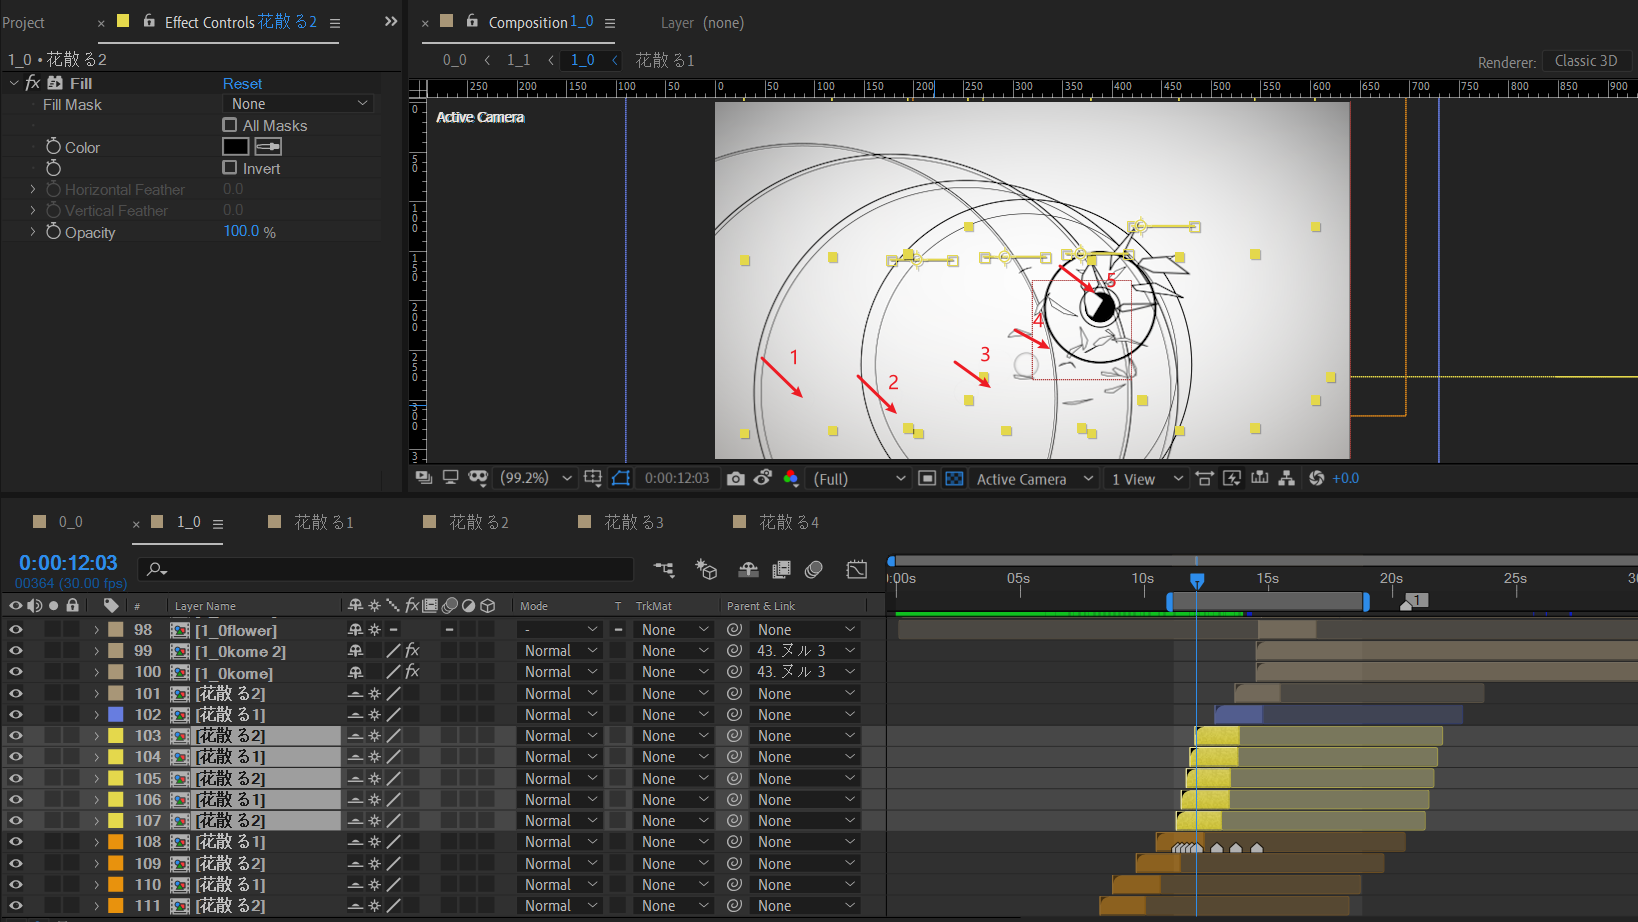 Project
Effect Controls 花散る2
Composition 1_0
Layer (none)
1_0 • 花散る2
0_0 < 1_1 < 1_0 < 花散る1
Renderer: Classic 3D
fx Fill Reset
Fill Mask None
All Masks
Color
Invert
Horizontal Feather 0.0
Vertical Feather 0.0
Opacity 100.0 %
250 200 150 100 50 0 50 100 150 200 250 300 350 400 450 500 550 600 650 700 750 800 850 900
0
50
100
150
200
250
300
Active Camera
1
2
3
4
5
(99.2%) 0:00:12:03 (Full) Active Camera 1 View +0.0
0_0 1_0 花散る1 花散る2 花散る3 花散る4
0:00:12:03
00364 (30.00 fps)
:00s 05s 10s 15s 20s 25s
1
# Layer Name fx Mode T TrkMat Parent & Link
98 [1_0flower] - None None
99 [1_0kome 2] fx Normal None 43. ヌル 3
100 [1_0kome] fx Normal None 43. ヌル 3
101 [花散る2] Normal None None
102 [花散る1] Normal None None
103 [花散る2] Normal None None
104 [花散る1] Normal None None
105 [花散る2] Normal None None
106 [花散る1] Normal None None
107 [花散る2] Normal None None
108 [花散る1] Normal None None
109 [花散る2] Normal None None
110 [花散る1] Normal None None
111 [花散る2] Normal None None